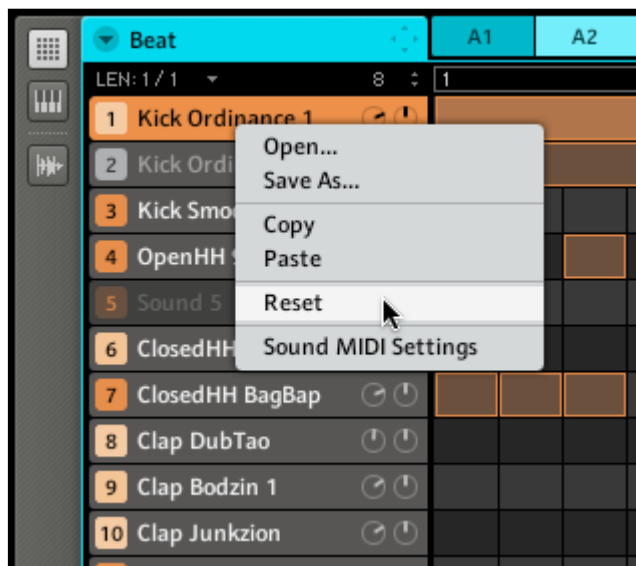 Beat
A1
A2
LEN: 1 / 1
8
1
1 Kick Ordinance 1
2 Kick Ordi
3 Kick Smo
4 OpenHH
5 Sound 5
6 ClosedHH
7 ClosedHH BagBap
8 Clap DubTao
9 Clap Bodzin 1
10 Clap Junkzion
Open...
Save As...
Copy
Paste
Reset
Sound MIDI Settings